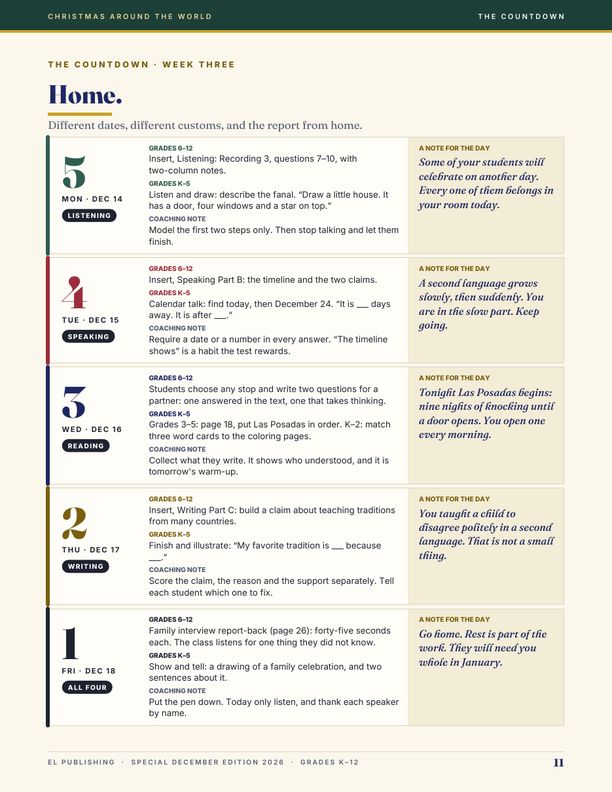 CHRISTMAS AROUND THE WORLD
THE COUNTDOWN
THE COUNTDOWN · WEEK THREE
Home.
Different dates, different customs, and the report from home.
5
MON · DEC 14
LISTENING
GRADES 6–12
Insert, Listening: Recording 3, questions 7–10, with
two-column notes.
GRADES K–5
Listen and draw: describe the fanal. “Draw a little house. It
has a door, four windows and a star on top.”
COACHING NOTE
Model the first two steps only. Then stop talking and let them
finish.
A NOTE FOR THE DAY
Some of your students will
celebrate on another day.
Every one of them belongs in
your room today.
4
TUE · DEC 15
SPEAKING
GRADES 6–12
Insert, Speaking Part B: the timeline and the two claims.
GRADES K–5
Calendar talk: find today, then December 24. “It is ___ days
away. It is after ___.”
COACHING NOTE
Require a date or a number in every answer. “The timeline
shows” is a habit the test rewards.
A NOTE FOR THE DAY
A second language grows
slowly, then suddenly. You
are in the slow part. Keep
going.
3
WED · DEC 16
READING
GRADES 6–12
Students choose any stop and write two questions for a
partner: one answered in the text, one that takes thinking.
GRADES K–5
Grades 3–5: page 18, put Las Posadas in order. K–2: match
three word cards to the coloring pages.
COACHING NOTE
Collect what they write. It shows who understood, and it is
tomorrow's warm-up.
A NOTE FOR THE DAY
Tonight Las Posadas begins:
nine nights of knocking until
a door opens. You open one
every morning.
2
THU · DEC 17
WRITING
GRADES 6–12
Insert, Writing Part C: build a claim about teaching traditions
from many countries.
GRADES K–5
Finish and illustrate: “My favorite tradition is ___ because
___.”
COACHING NOTE
Score the claim, the reason and the support separately. Tell
each student which one to fix.
A NOTE FOR THE DAY
You taught a child to
disagree politely in a second
language. That is not a small
thing.
1
FRI · DEC 18
ALL FOUR
GRADES 6–12
Family interview report-back (page 26): forty-five seconds
each. The class listens for one thing they did not know.
GRADES K–5
Show and tell: a drawing of a family celebration, and two
sentences about it.
COACHING NOTE
Put the pen down. Today only listen, and thank each speaker
by name.
A NOTE FOR THE DAY
Go home. Rest is part of the
work. They will need you
whole in January.
EL PUBLISHING · SPECIAL DECEMBER EDITION 2026 · GRADES K–12
11